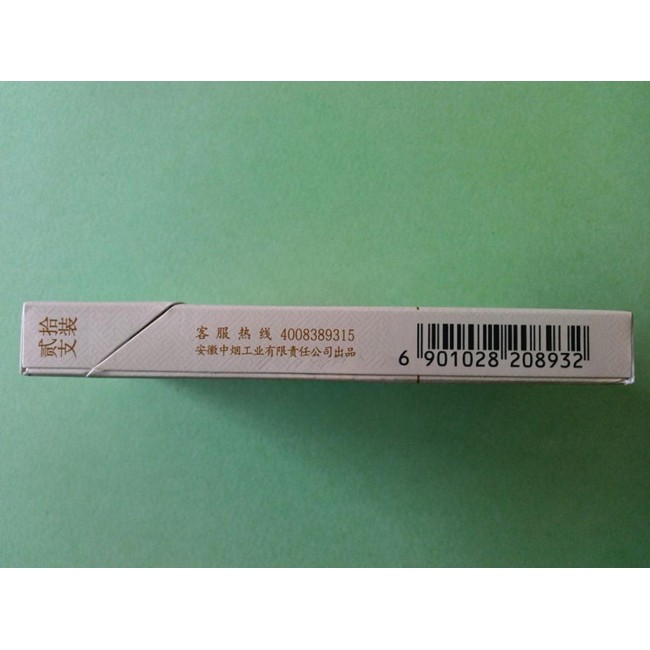 贰拾
支装
客服热线 4008389315
安徽中烟工业有限责任公司出品
6 901028 208932